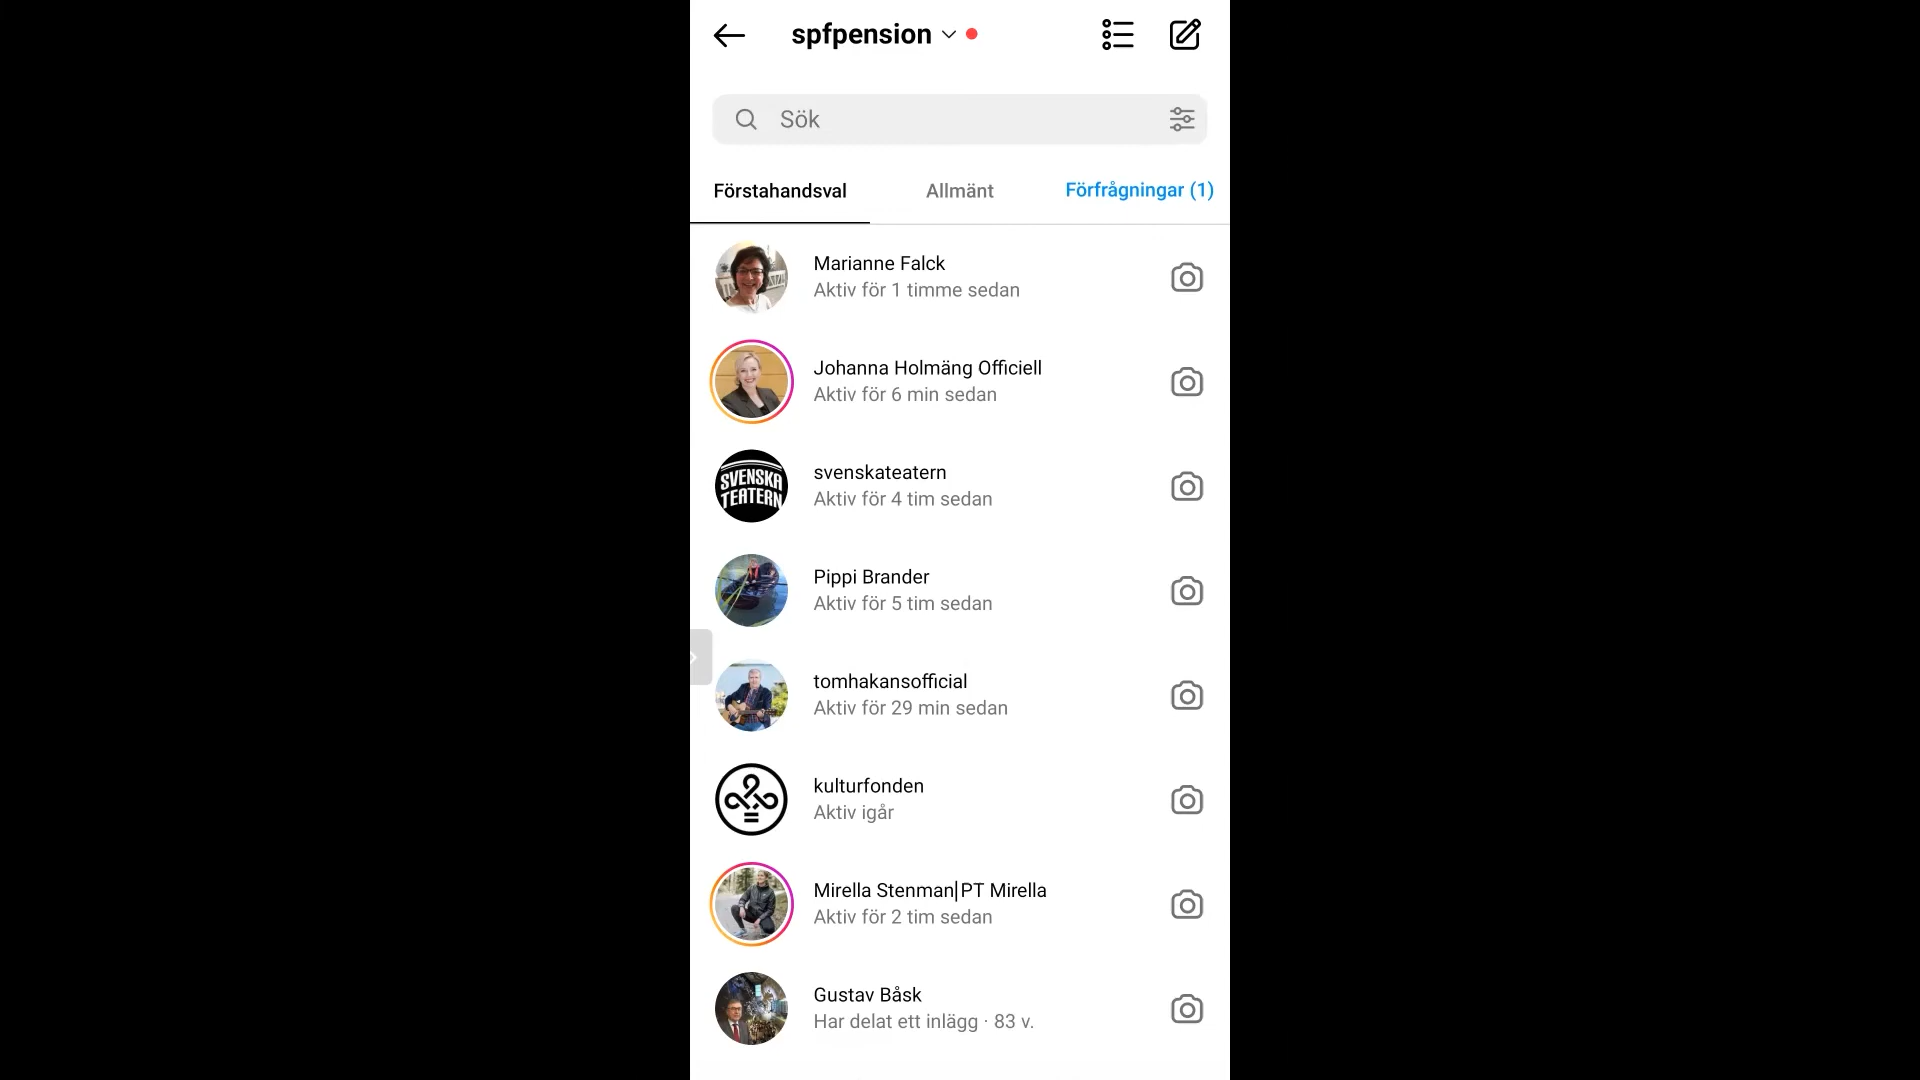 spfpension
Sök
Förstahandsval
Allmänt
Förfrågningar (1)
Marianne Falck
Aktiv för 1 timme sedan
Johanna Holmäng Officiell
Aktiv för 6 min sedan
SVENSKA
TEATERN
svenskateatern
Aktiv för 4 tim sedan
Pippi Brander
Aktiv för 5 tim sedan
tomhakansofficial
Aktiv för 29 min sedan
kulturfonden
Aktiv igår
Mirella Stenman|PT Mirella
Aktiv för 2 tim sedan
Gustav Båsk
Har delat ett inlägg · 83 v.